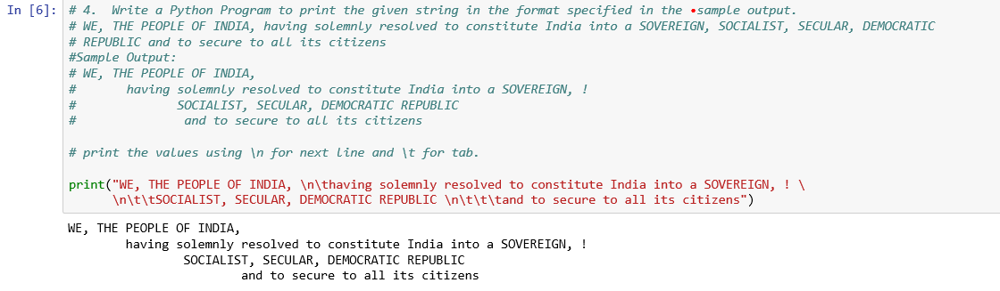 In [6]: # 4.  Write a Python Program to print the given string in the format specified in the •sample output.
# WE, THE PEOPLE OF INDIA, having solemnly resolved to constitute India into a SOVEREIGN, SOCIALIST, SECULAR, DEMOCRATIC
# REPUBLIC and to secure to all its citizens
#Sample Output:
# WE, THE PEOPLE OF INDIA,
#       having solemnly resolved to constitute India into a SOVEREIGN, !
#              SOCIALIST, SECULAR, DEMOCRATIC REPUBLIC
#               and to secure to all its citizens
# print the values using \n for next line and \t for tab.
print("WE, THE PEOPLE OF INDIA, \n\thaving solemnly resolved to constitute India into a SOVEREIGN, ! \
      \n\t\tSOCIALIST, SECULAR, DEMOCRATIC REPUBLIC \n\t\t\tand to secure to all its citizens")
WE, THE PEOPLE OF INDIA,
        having solemnly resolved to constitute India into a SOVEREIGN, !
                SOCIALIST, SECULAR, DEMOCRATIC REPUBLIC
                        and to secure to all its citizens